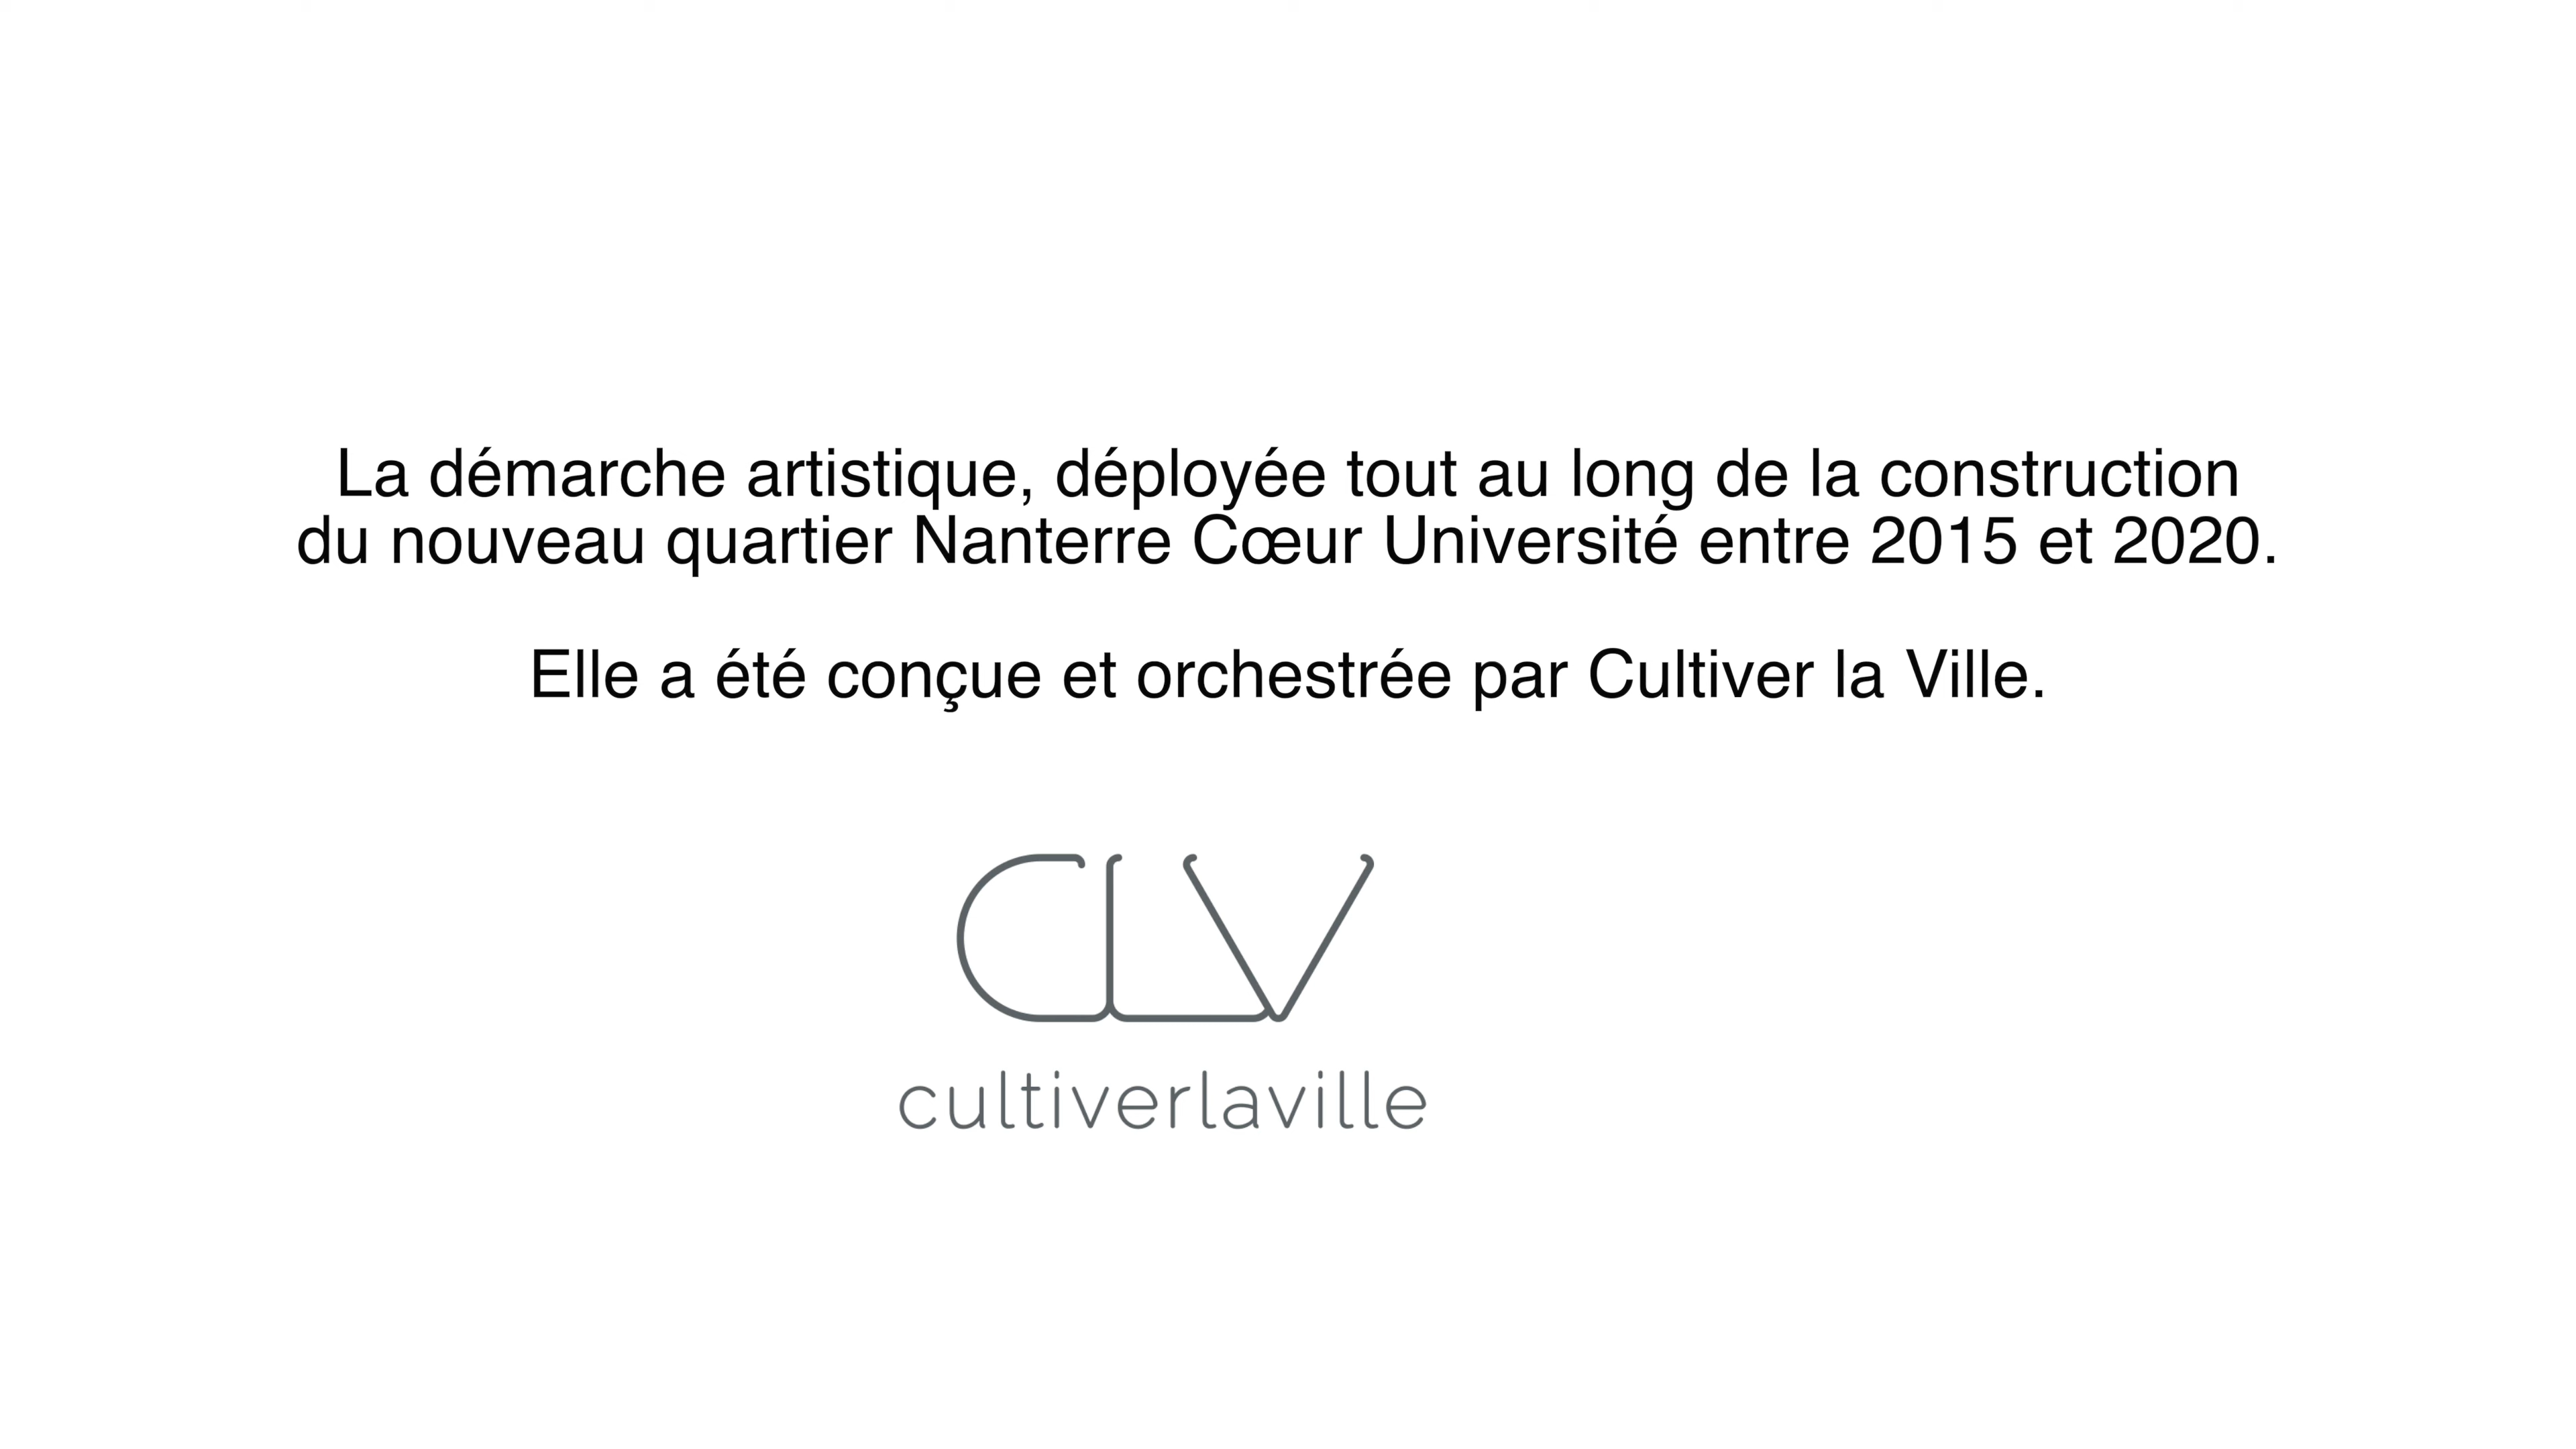 La démarche artistique, déployée tout au long de la construction
du nouveau quartier Nanterre Cœur Université entre 2015 et 2020.
Elle a été conçue et orchestrée par Cultiver la Ville.
CLV
cultiverlaville